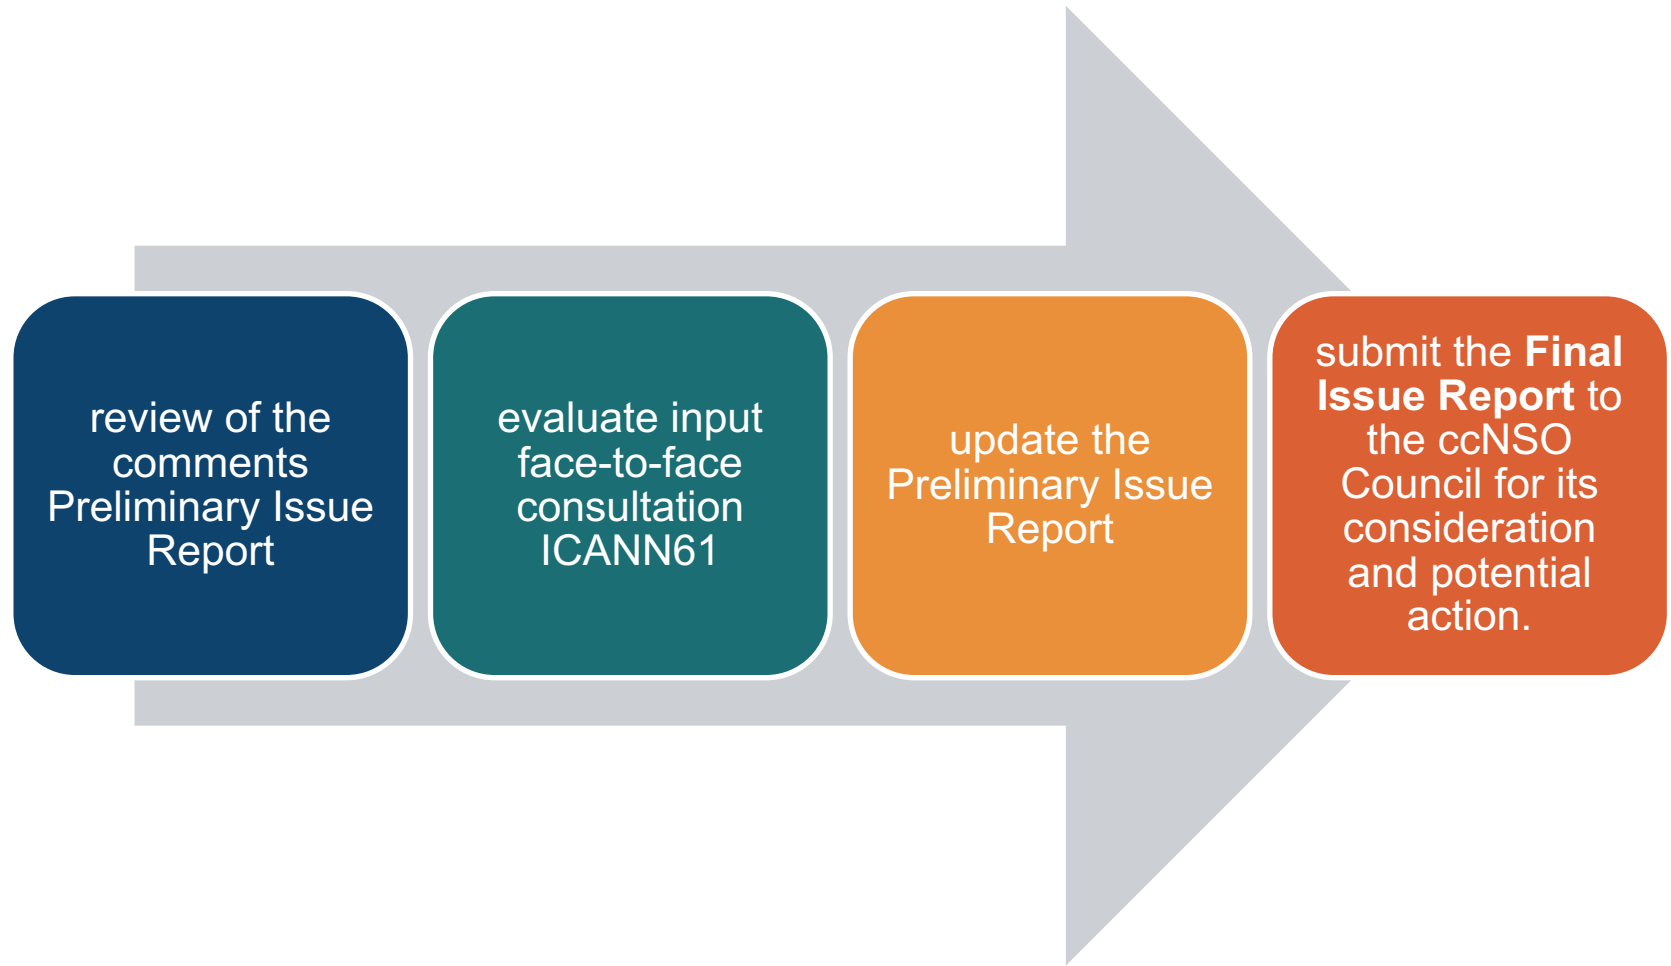 review of the
comments
Preliminary Issue
Report
evaluate input
face-to-face
consultation
ICANN61
update the
Preliminary Issue
Report
submit the Final
Issue Report to
the ccNSO
Council for its
consideration
and potential
action.